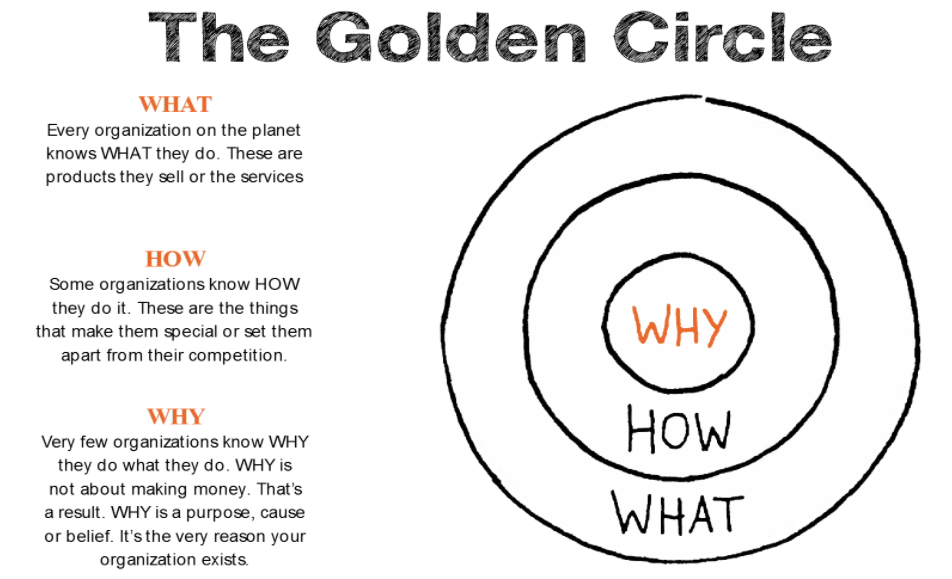 The Golden Circle
WHAT
Every organization on the planet
knows WHAT they do. These are
products they sell or the services
HOW
Some organizations know HOW
they do it. These are the things
that make them special or set them
apart from their competition.
WHY
Very few organizations know WHY
they do what they do. WHY is
not about making money. That's
a result. WHY is a purpose, cause
or belief. It's the very reason your
organization exists.
WHY
HOW
WHAT